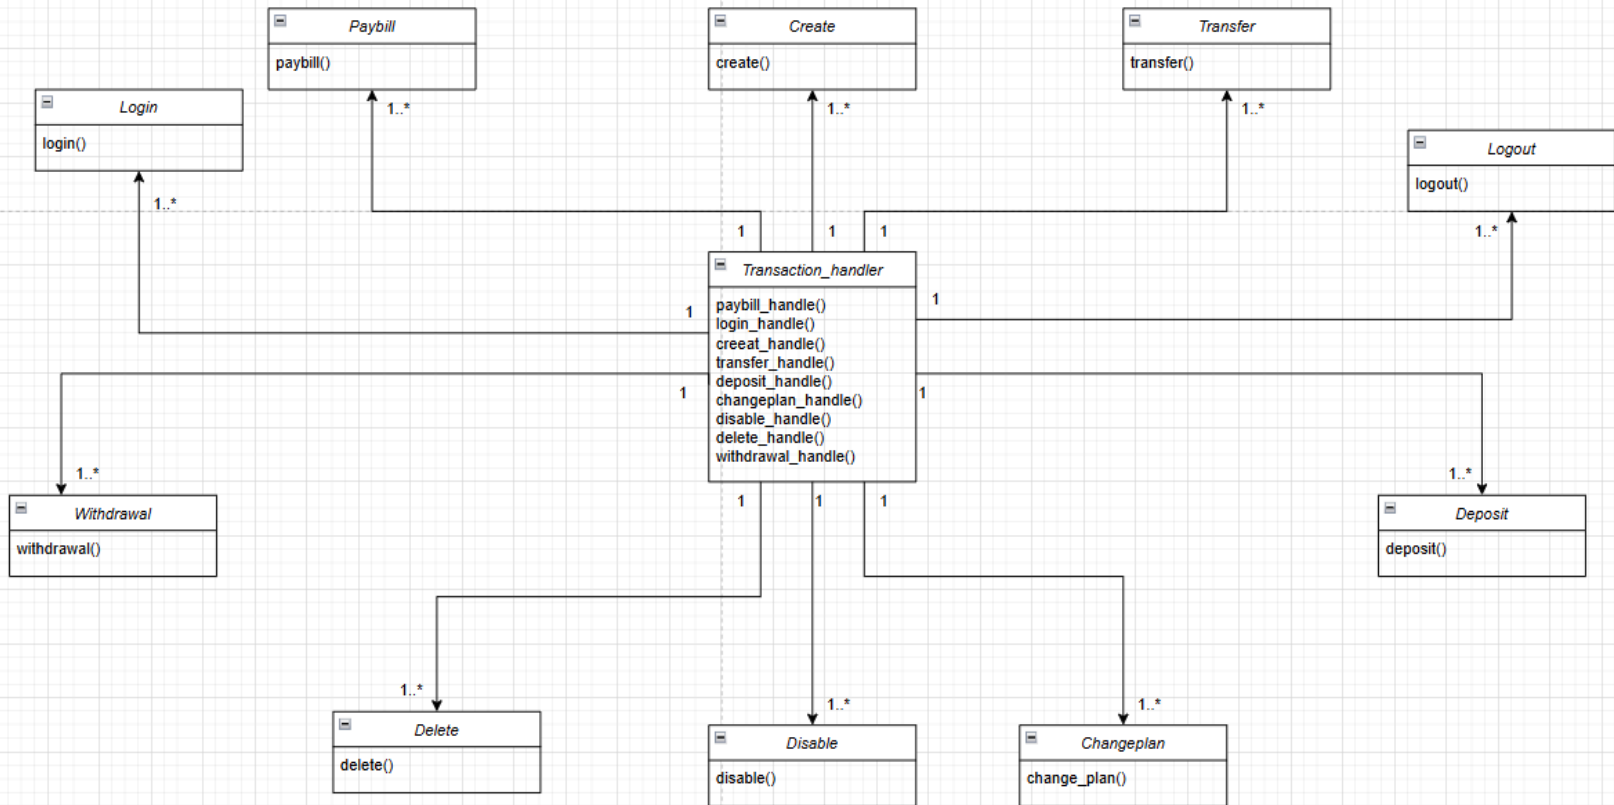 Paybill
paybill()
Create
create()
Transfer
transfer()
Login
login()
Logout
logout()
1..*
1..*
1..*
1..*
1..*
1
1
1
Transaction_handler
paybill_handle()
login_handle()
creeat_handle()
transfer_handle()
deposit_handle()
changeplan_handle()
disable_handle()
delete_handle()
withdrawal_handle()
1
1
1
1
1..*
1..*
1
1
1
Withdrawal
withdrawal()
Deposit
deposit()
1..*
1..*
1..*
Delete
delete()
Disable
disable()
Changeplan
change_plan()